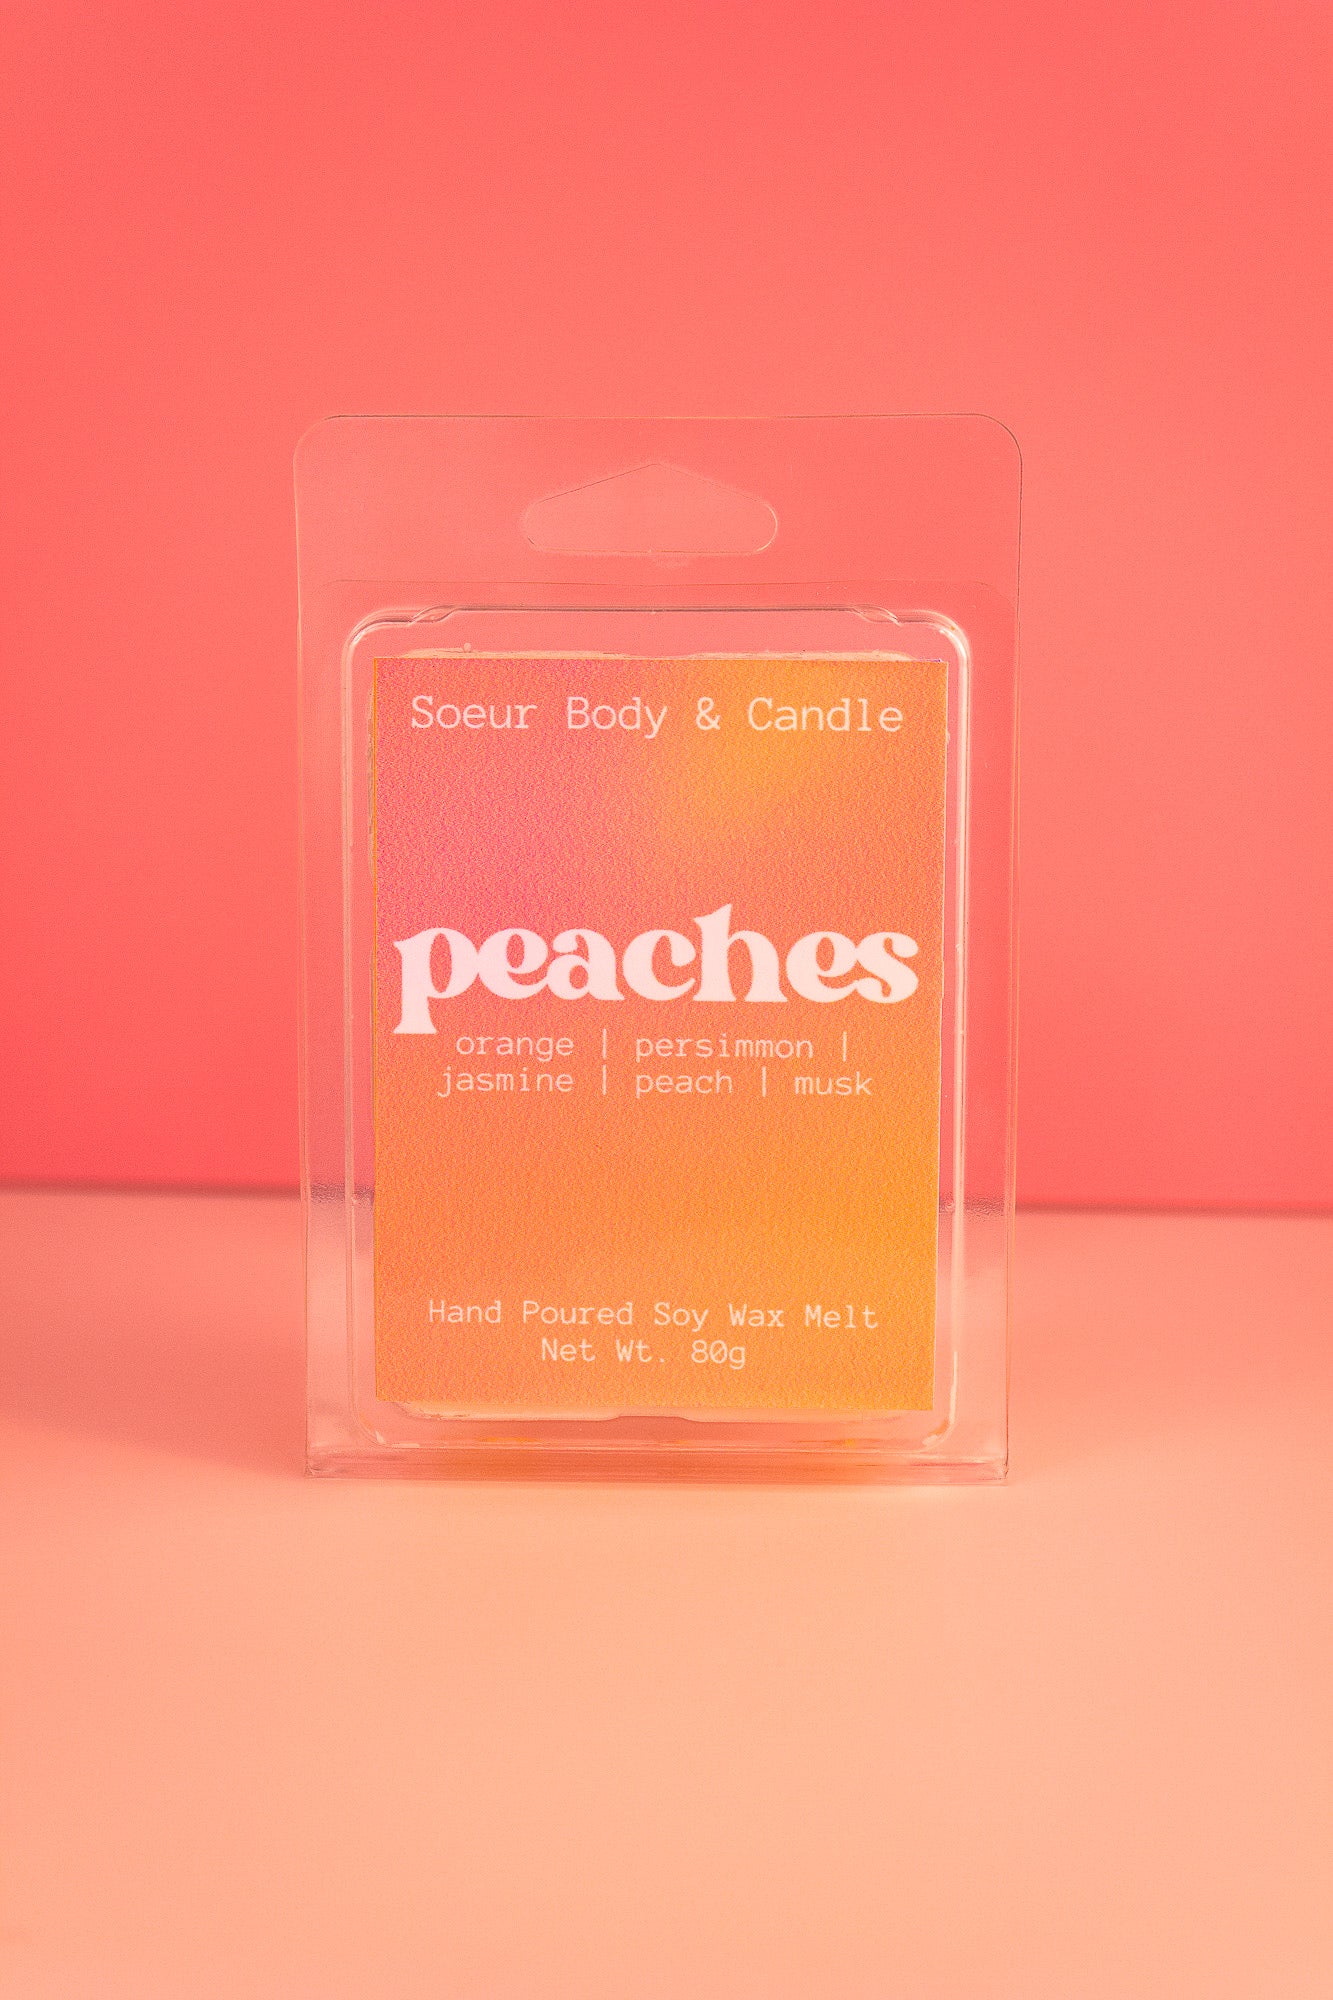 Soeur Body & Candle
peaches
orange | persimmon |
jasmine | peach | musk
Hand Poured Soy Wax Melt
Net Wt. 80g